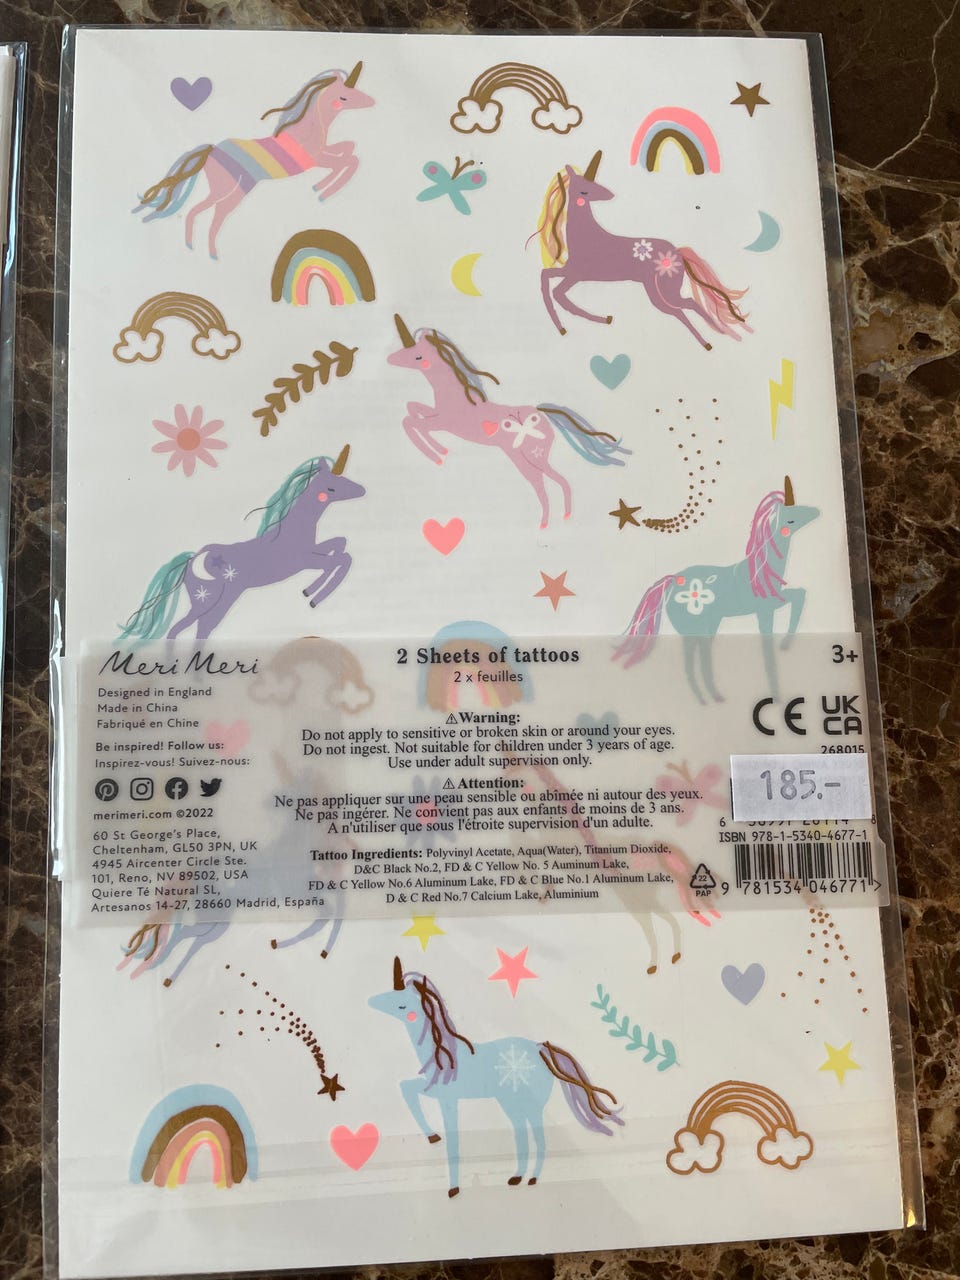 Meri Meri
Designed in England
Made in China
Fabriqué en Chine
Be inspired! Follow us:
Inspirez-vous! Suivez-nous:
merimeri.com ©2022
60 St George's Place,
Cheltenham, GL50 3PN, UK
4945 Aircenter Circle Ste.
101, Reno, NV 89502, USA
Quiere Té Natural SL,
Artesanos 14-27, 28660 Madrid, España
2 Sheets of tattoos
2 x feuilles
⚠Warning:
Do not apply to sensitive or broken skin or around your eyes.
Do not ingest. Not suitable for children under 3 years of age.
Use under adult supervision only.
⚠Attention:
Ne pas appliquer sur une peau sensible ou abîmée ni autour des yeux.
Ne pas ingérer. Ne convient pas aux enfants de moins de 3 ans.
A n'utiliser que sous l'étroite supervision d'un adulte.
Tattoo Ingredients: Polyvinyl Acetate, Aqua(Water), Titanium Dioxide,
D&C Black No.2, FD & C Yellow No. 5 Auminum Lake,
FD & C Yellow No.6 Aluminum Lake, FD & C Blue No.1 Aluminum Lake,
D & C Red No.7 Calcium Lake, Aluminium
3+
CE UK
CA
268015
185.-
ISBN 978-1-5340-4677-1
22
PAP
9 781534 046771 >